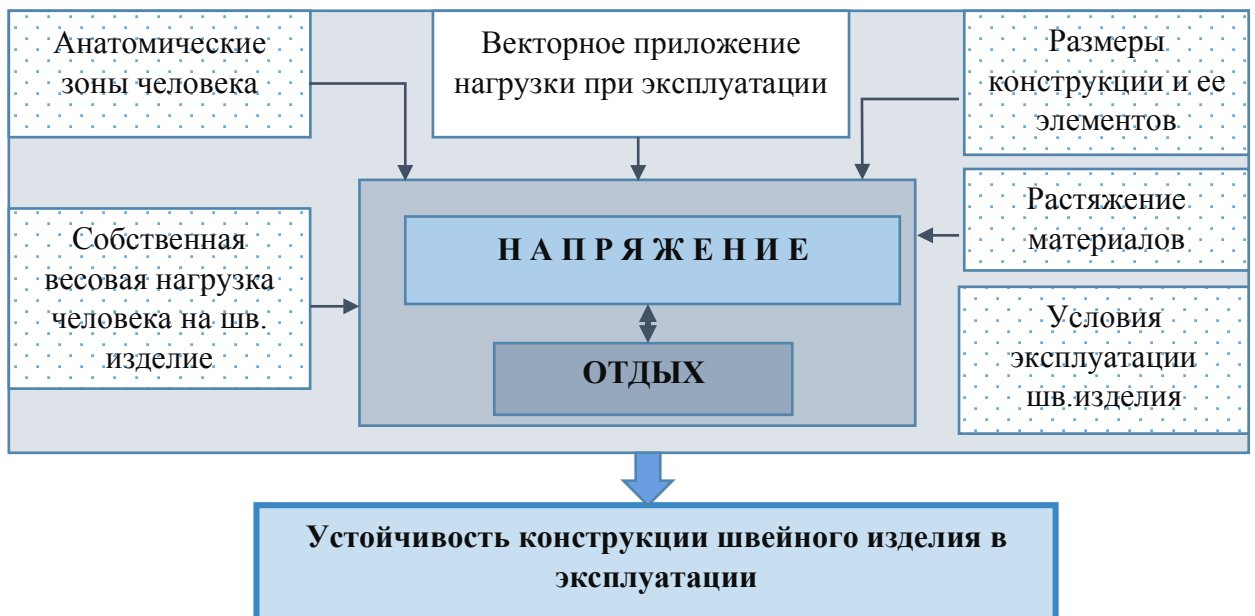 Анатомические
зоны человека
Векторное приложение
нагрузки при эксплуатации
Размеры
конструкции и ее
элементов
Собственная
весовая нагрузка
человека на шв.
изделие
Н А П Р Я Ж Е Н И Е
ОТДЫХ
Растяжение
материалов
Условия
эксплуатации
шв.изделия
Устойчивость конструкции швейного изделия в
эксплуатации